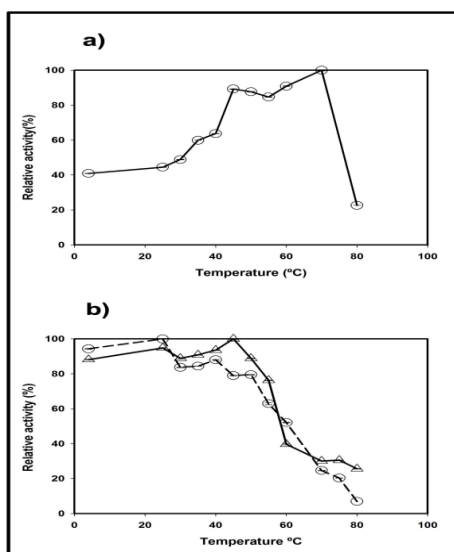 a)
Relative activity(%)
100
80
60
40
20
0
0 20 40 60 80 100
Temperature (ºC)
b)
Relative activity (%)
100
80
60
40
20
0
0 20 40 60 80 100
Temperature ºC